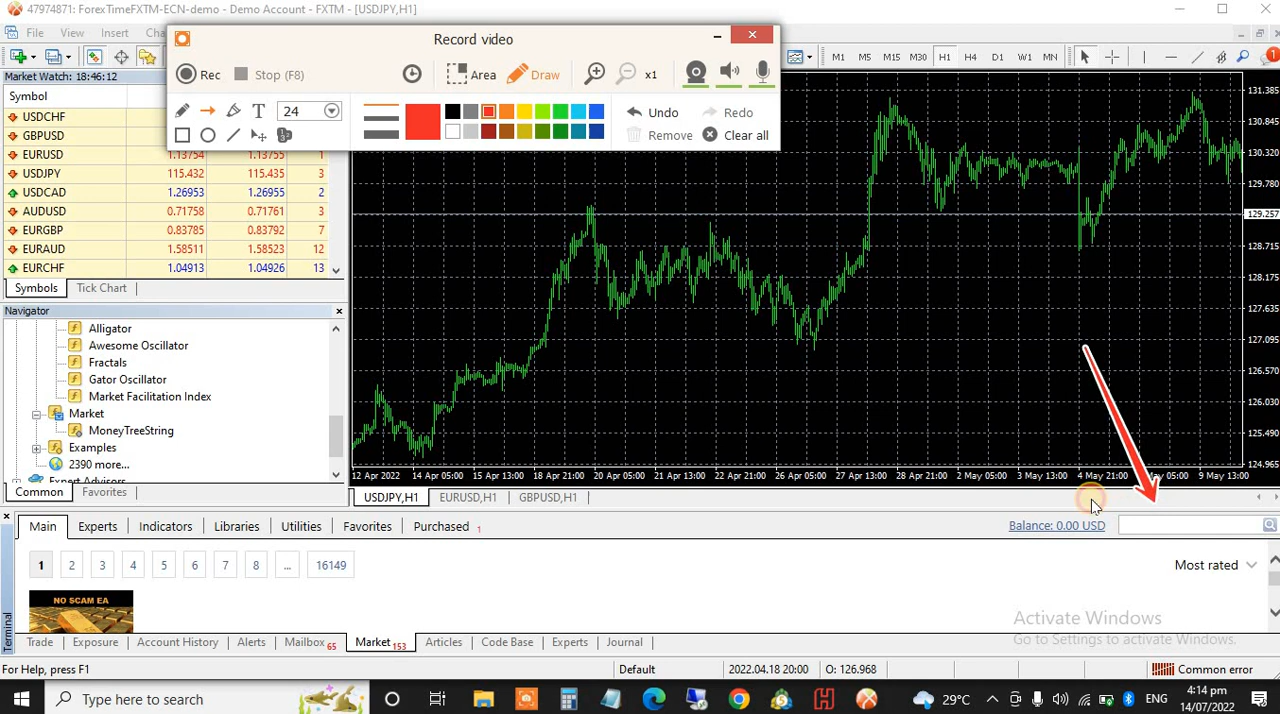 47974871: ForexTimeFXTM-ECN-demo - Demo Account - FXTM - [USDJPY,H1]
File View Insert Cha
Record video
Rec Stop (F8) Area Draw x1
24 Undo Redo
Remove Clear all
M1 M5 M15 M30 H1 H4 D1 W1 MN 1
Market Watch: 18:46:12
Symbol
USDCHF
GBPUSD
EURUSD 1.13754 1.13755 1
USDJPY 115.432 115.435 3
USDCAD 1.26953 1.26955 2
AUDUSD 0.71758 0.71761 3
EURGBP 0.83785 0.83792 7
EURAUD 1.58511 1.58523 12
EURCHF 1.04913 1.04926 13
Symbols Tick Chart
Navigator
Alligator
Awesome Oscillator
Fractals
Gator Oscillator
Market Facilitation Index
Market
MoneyTreeString
Examples
2390 more...
Expert Advisors
Common Favorites
131.385
130.845
130.320
129.780
129.257
128.715
128.175
127.635
127.095
126.570
126.030
125.490
124.965
12 Apr 2022 14 Apr 05:00 15 Apr 13:00 18 Apr 21:00 20 Apr 05:00 21 Apr 13:00 22 Apr 21:00 26 Apr 05:00 27 Apr 13:00 28 Apr 21:00 2 May 05:00 3 May 13:00 4 May 21:00 May 05:00 9 May 13:00
USDJPY,H1 EURUSD,H1 GBPUSD,H1
Main Experts Indicators Libraries Utilities Favorites Purchased 1 Balance: 0.00 USD
1 2 3 4 5 6 7 8 ... 16149 Most rated
NO SCAM EA
Activate Windows
Go to Settings to activate Windows.
Terminal
Trade Exposure Account History Alerts Mailbox 65 Market 153 Articles Code Base Experts Journal
For Help, press F1 Default 2022.04.18 20:00 O: 126.968 Common error
Type here to search 29°C ENG 4:14 pm
14/07/2022